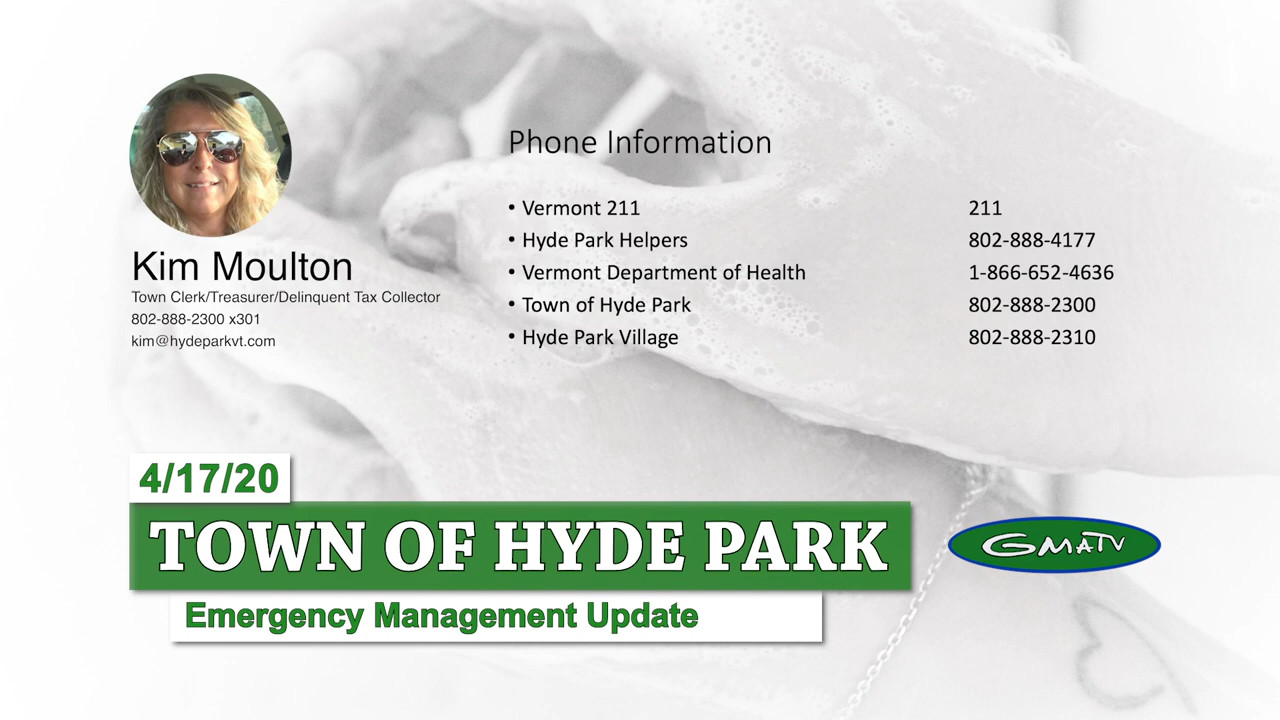 Kim Moulton
Town Clerk/Treasurer/Delinquent Tax Collector
802-888-2300 x301
kim@hydeparkvt.com
Phone Information
• Vermont 211 211
• Hyde Park Helpers 802-888-4177
• Vermont Department of Health 1-866-652-4636
• Town of Hyde Park 802-888-2300
• Hyde Park Village 802-888-2310
4/17/20
TOWN OF HYDE PARK
GMATV
Emergency Management Update